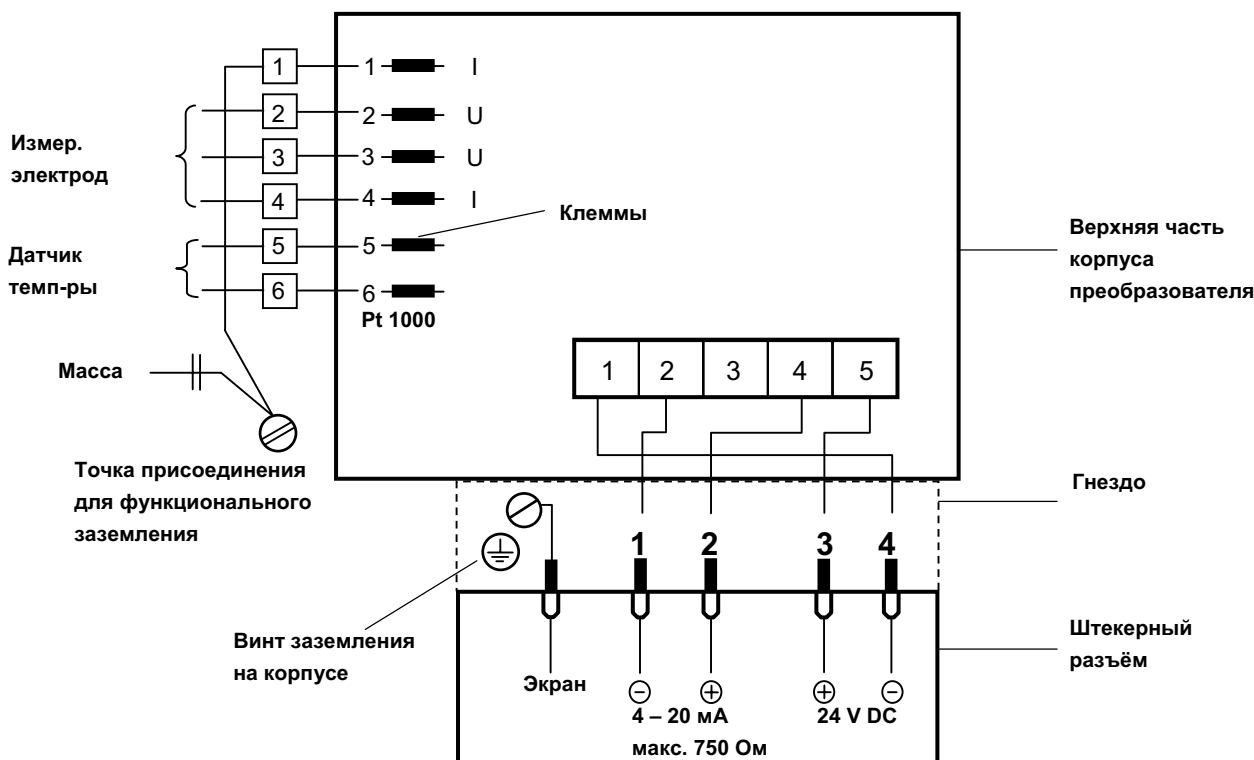 1 1 I
2 2 U
3 3 U
4 4 I
5 5
6 6
Pt 1000
Измер.
электрод
Датчик
темп-ры
Масса
Точка присоединения
для функционального
заземления
Клеммы
Верхняя часть
корпуса
преобразователя
1 2 3 4 5
Гнездо
1 2 3 4
Винт заземления
на корпусе
Экран
4 – 20 мА
макс. 750 Ом
24 V DC
Штекерный
разъём